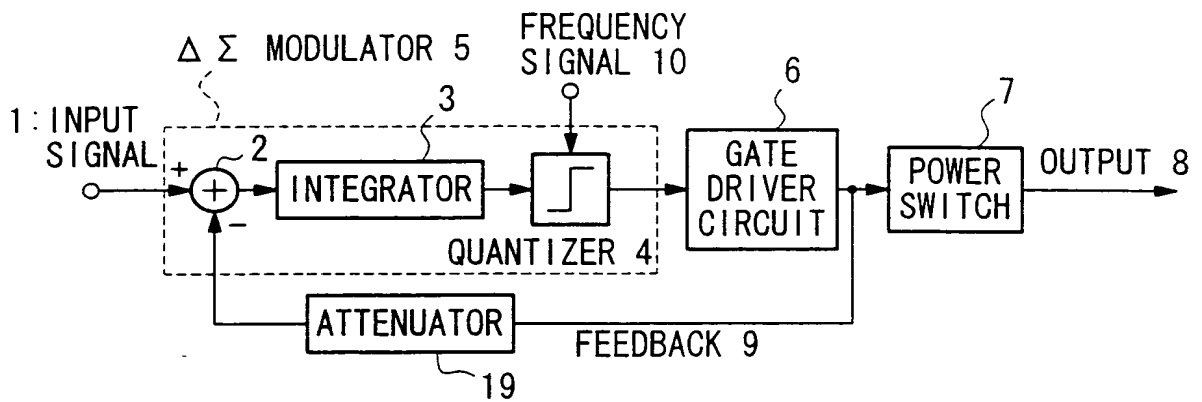 Δ Σ MODULATOR 5
FREQUENCY
SIGNAL 10
1:INPUT
SIGNAL
+
2
3
6
7
+
INTEGRATOR
GATE
DRIVER
CIRCUIT
POWER
SWITCH
OUTPUT 8
−
QUANTIZER 4
ATTENUATOR
FEEDBACK 9
19